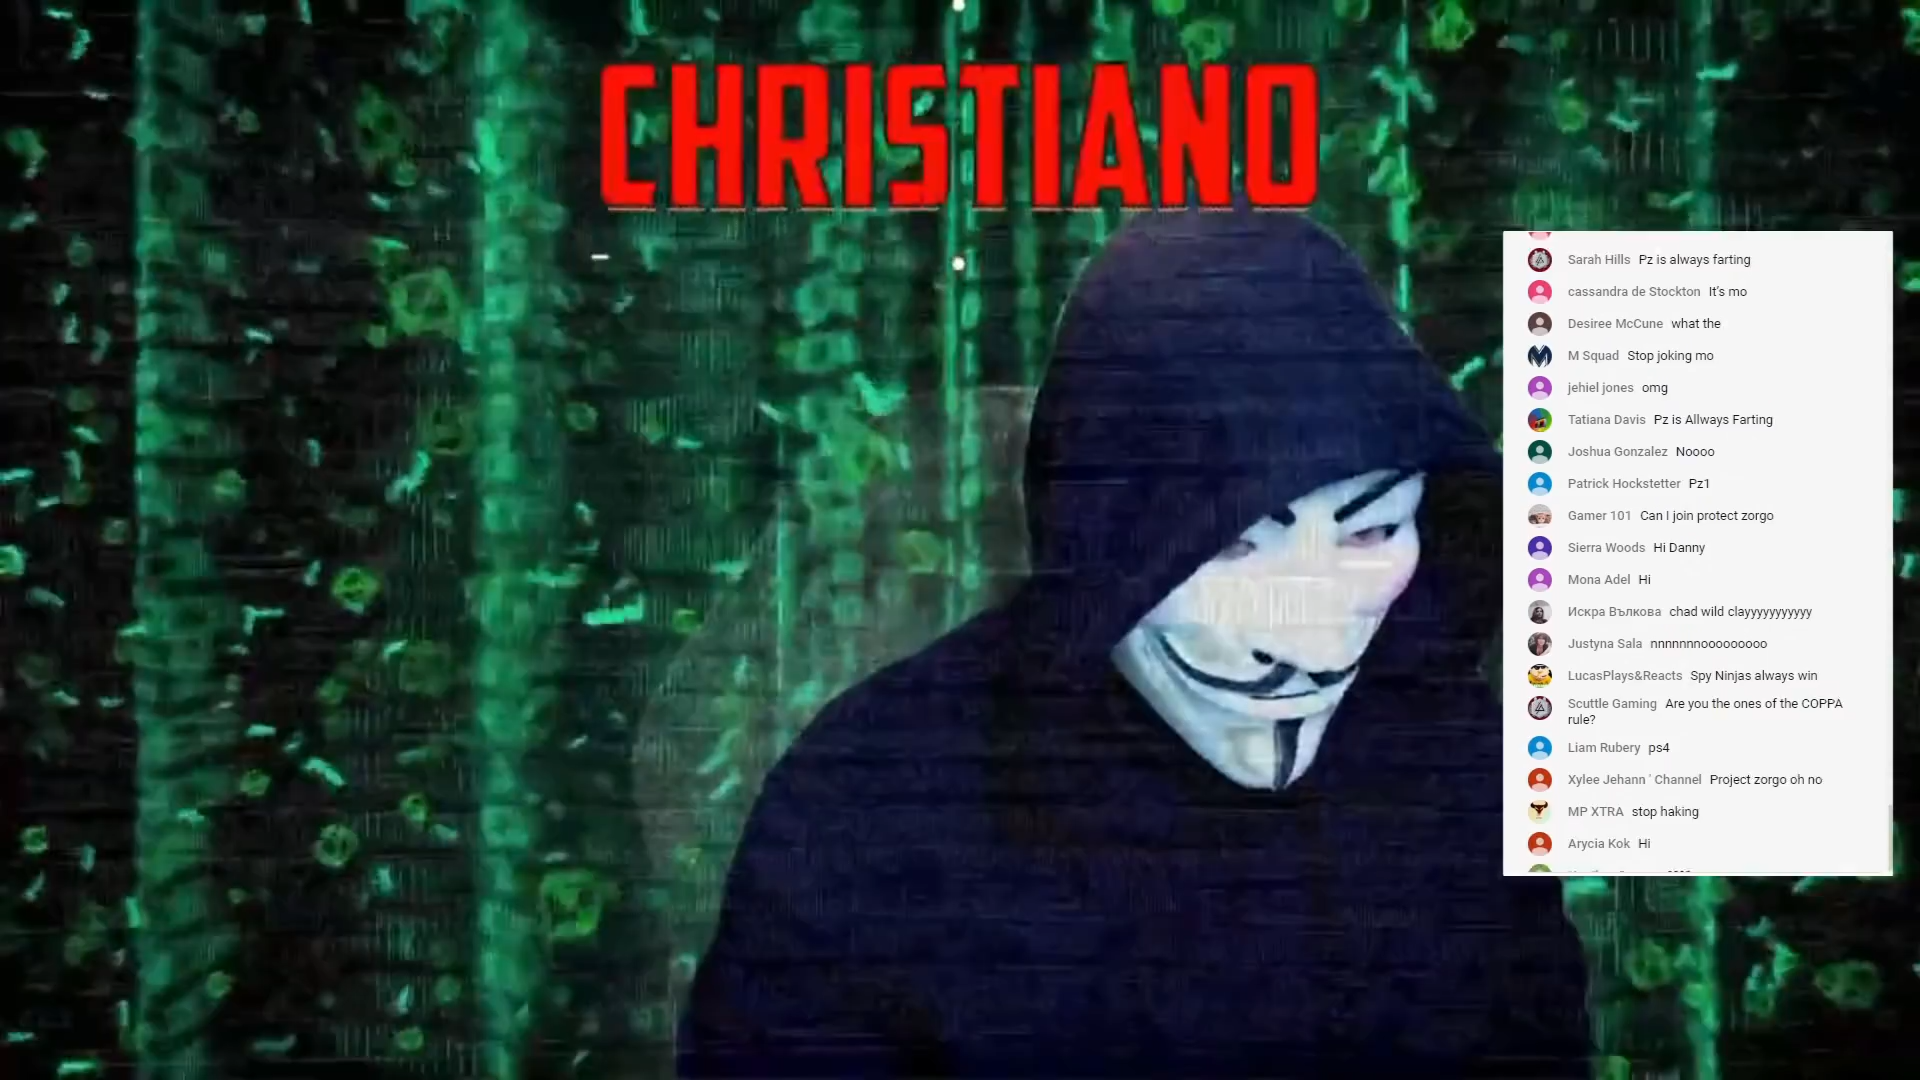 CHRISTIANO
Sarah Hills Pz is always farting
cassandra de Stockton It's mo
Desiree McCune what the
M Squad Stop joking mo
jehiel jones omg
Tatiana Davis Pz is Allways Farting
Joshua Gonzalez Noooo
Patrick Hockstetter Pz1
Gamer 101 Can I join protect zorgo
Sierra Woods Hi Danny
Mona Adel Hi
Искра Вълкова chad wild clayyyyyyyyyy
Justyna Sala nnnnnnnooooooooo
LucasPlays&Reacts Spy Ninjas always win
Scuttle Gaming Are you the ones of the COPPA
rule?
Liam Rubery ps4
Xylee Jehann ' Channel Project zorgo oh no
MP XTRA stop haking
Arycia Kok Hi